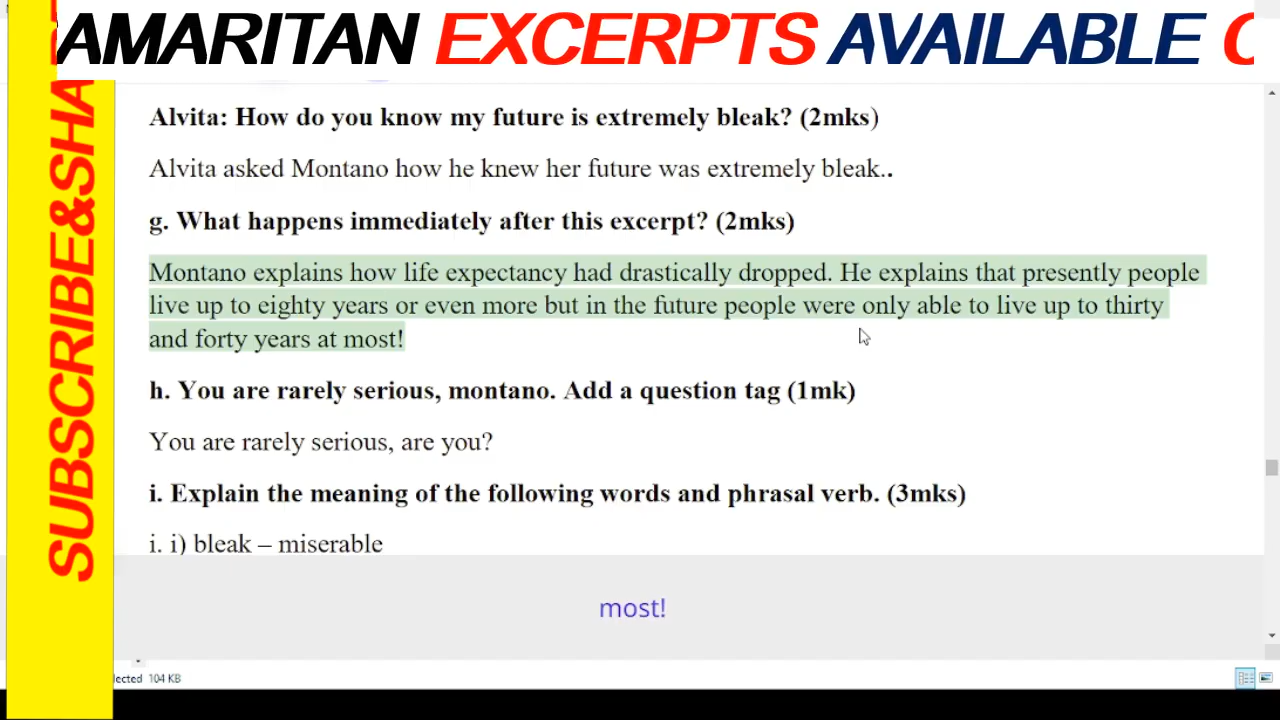 AMARITAN EXCERPTS AVAILABLE
SUBSCRIBE&SHA
Alvita: How do you know my future is extremely bleak? (2mks)
Alvita asked Montano how he knew her future was extremely bleak..
g. What happens immediately after this excerpt? (2mks)
Montano explains how life expectancy had drastically dropped. He explains that presently people
live up to eighty years or even more but in the future people were only able to live up to thirty
and forty years at most!
h. You are rarely serious, montano. Add a question tag (1mk)
You are rarely serious, are you?
i. Explain the meaning of the following words and phrasal verb. (3mks)
i. i) bleak – miserable
most!
lected 104 KB